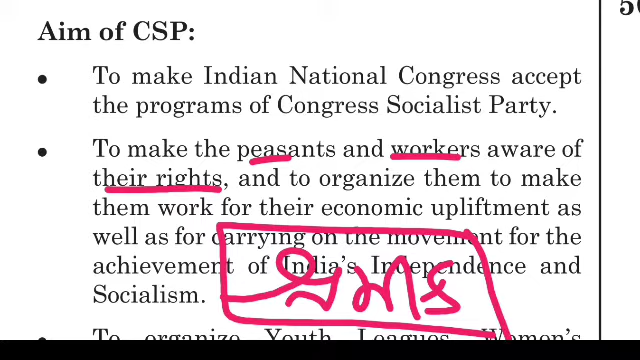 Aim of CSP:
• To make Indian National Congress accept
the programs of Congress Socialist Party.
• To make the peasants and workers aware of
their rights, and to organize them to make
them work for their economic upliftment as
well as for carrying on the movement for the
achievement of India's Independence and
Socialism.
• To organize Youth Leagues, Women's